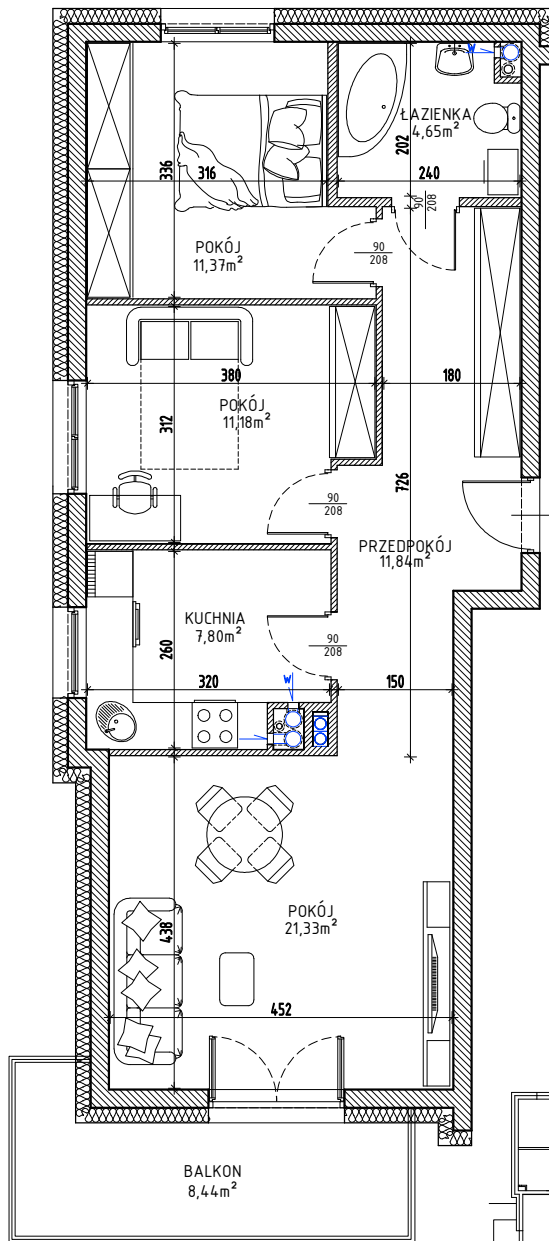 W
ŁAZIENKA
4,65m²
202
336
316
240
90
208
POKÓJ
11,37m²
90
208
380
180
POKÓJ
11,18m²
312
726
90
208
PRZEDPOKÓJ
11,84m²
KUCHNIA
7,80m²
260
90
208
320
W
150
POKÓJ
21,33m²
438
452
BALKON
8,44m²